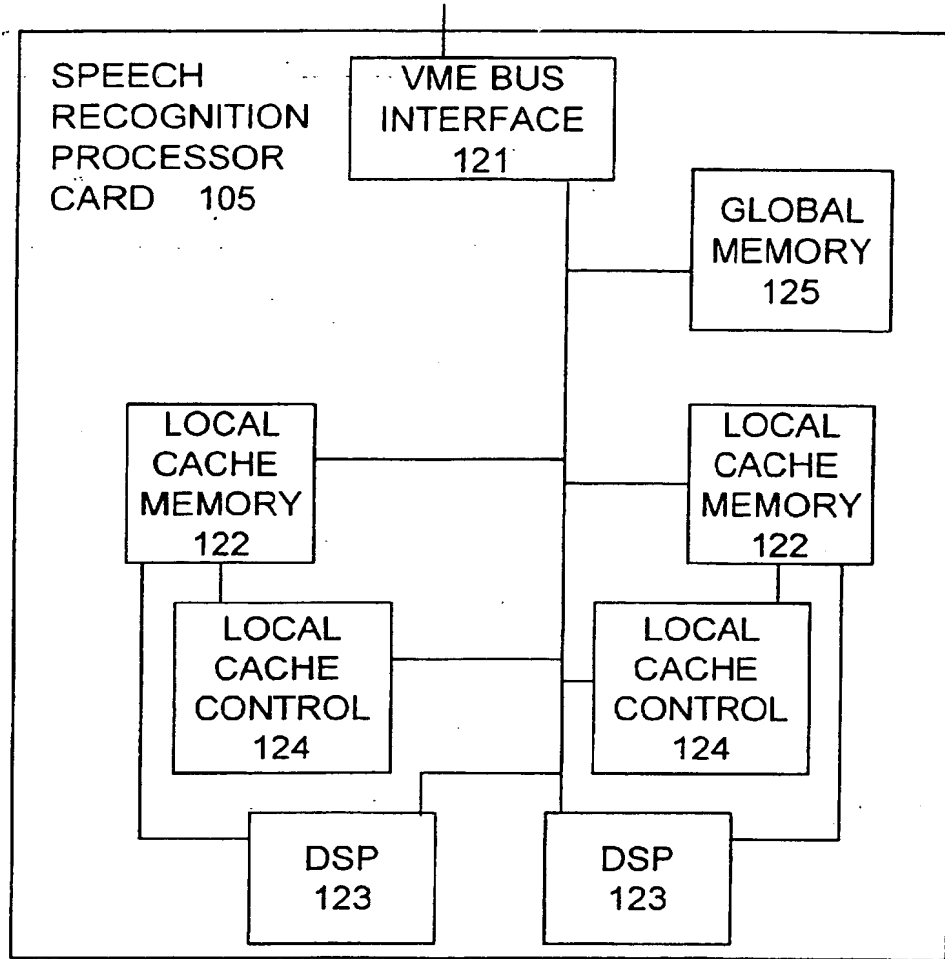 SPEECH
RECOGNITION
PROCESSOR
CARD 105
VME BUS
INTERFACE
121
GLOBAL
MEMORY
125
LOCAL
CACHE
MEMORY
122
LOCAL
CACHE
MEMORY
122
LOCAL
CACHE
CONTROL
124
LOCAL
CACHE
CONTROL
124
DSP
123
DSP
123